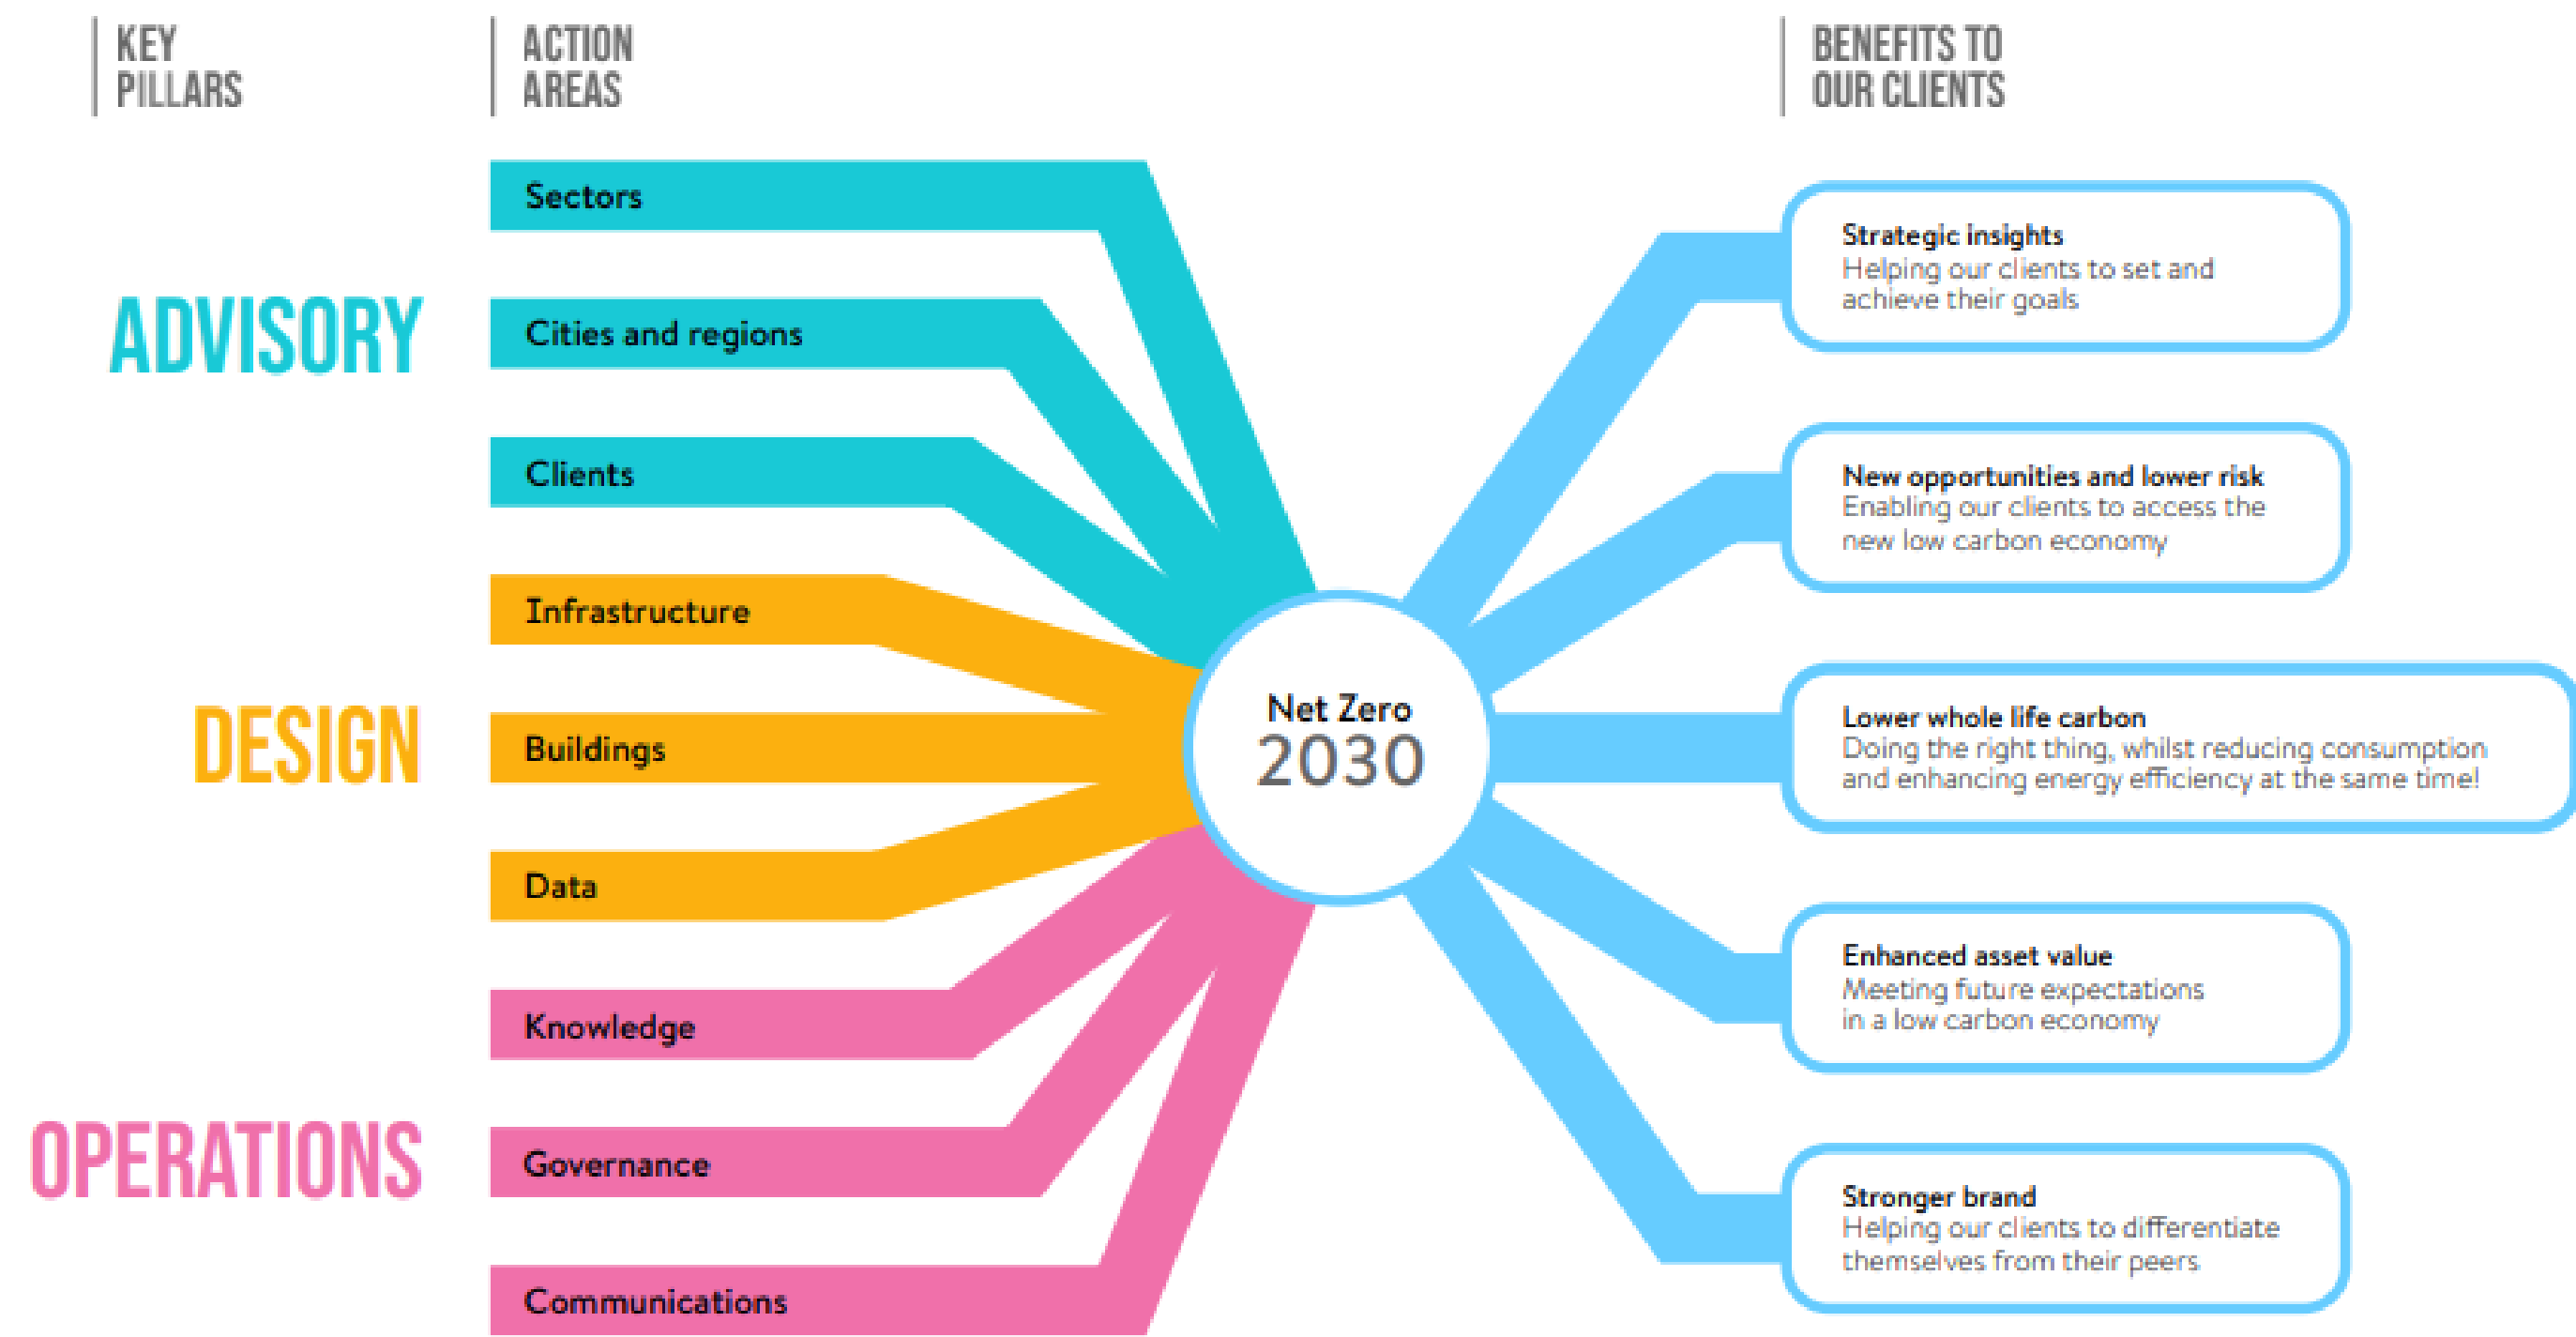 KEY
PILLARS
ACTION
AREAS
BENEFITS TO
OUR CLIENTS
ADVISORY
Sectors
Cities and regions
Clients
DESIGN
Infrastructure
Buildings
Data
OPERATIONS
Knowledge
Governance
Communications
Net Zero
2030
Strategic insights
Helping our clients to set and
achieve their goals
New opportunities and lower risk
Enabling our clients to access the
new low carbon economy
Lower whole life carbon
Doing the right thing, whilst reducing consumption
and enhancing energy efficiency at the same time!
Enhanced asset value
Meeting future expectations
in a low carbon economy
Stronger brand
Helping our clients to differentiate
themselves from their peers